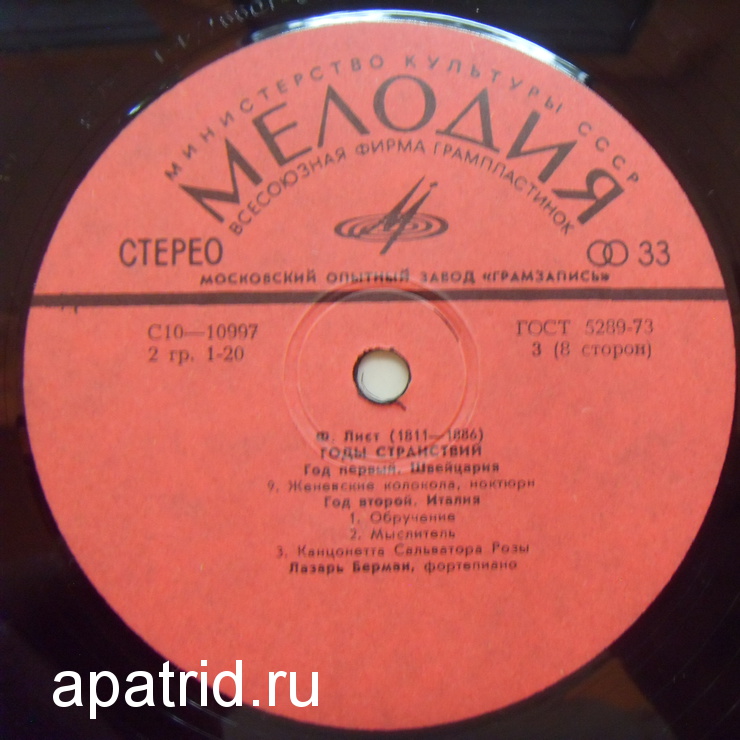 МИНИСТЕРСТВО КУЛЬТУРЫ СССР
МЕЛОДИЯ
ВСЕСОЮЗНАЯ ФИРМА ГРАМПЛАСТИНОК
СТЕРЕО
33
МОСКОВСКИЙ ОПЫТНЫЙ ЗАВОД «ГРАМЗАПИСЬ»
С10—10997
ГОСТ 5289-73
2 гр. 1-20
3 (8 сторон)
Ф. Лист (1811—1886)
ГОДЫ СТРАНСТВИЙ
Год первый. Швейцария
9. Женевские колокола, ноктюрн
Год второй. Италия
1. Обручение
2. Мыслитель
3. Канцонетта Сальватора Розы
Лазарь Берман, фортепиано
apatrid.ru